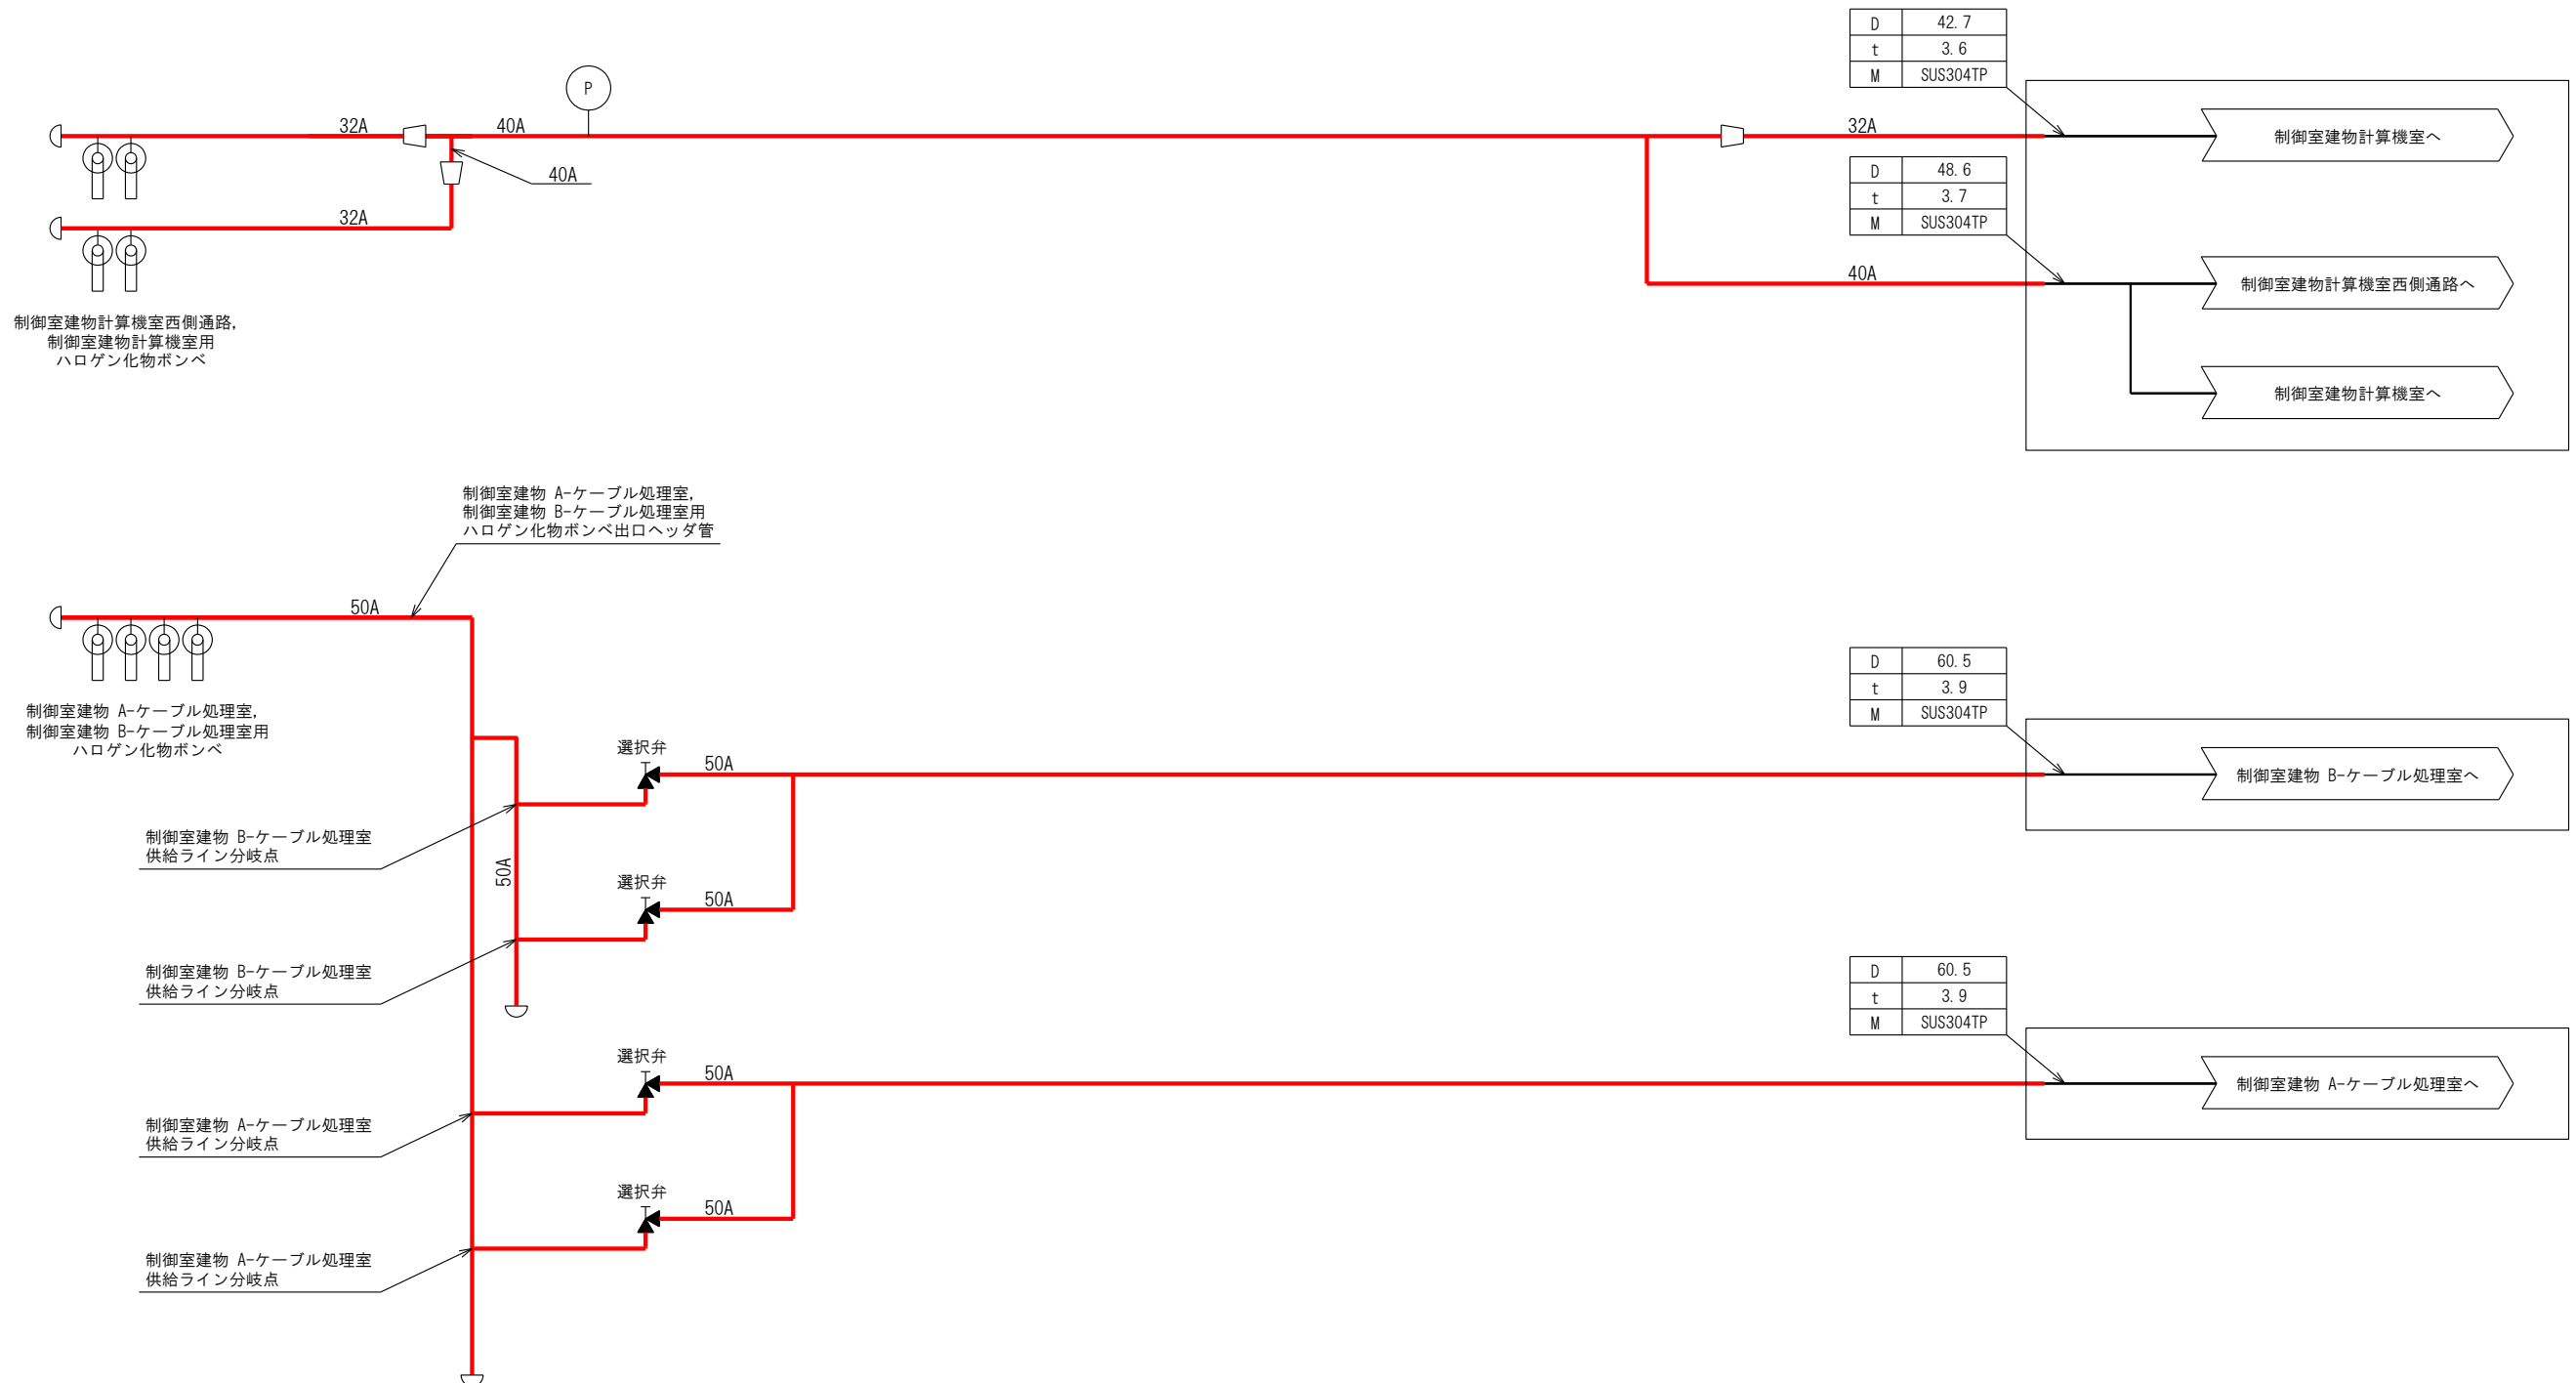 D 42.7
t 3.6
M SUS304TP
P
32A
40A
32A
制御室建物計算機室へ
40A
D 48.6
t 3.7
M SUS304TP
32A
40A
制御室建物計算機室西側通路へ
制御室建物計算機室西側通路,
制御室建物計算機室用
ハロゲン化物ボンベ
制御室建物計算機室へ
制御室建物 A-ケーブル処理室,
制御室建物 B-ケーブル処理室用
ハロゲン化物ボンベ出口ヘッダ管
50A
D 60.5
t 3.9
M SUS304TP
制御室建物 A-ケーブル処理室,
制御室建物 B-ケーブル処理室用
ハロゲン化物ボンベ
選択弁
50A
制御室建物 B-ケーブル処理室へ
制御室建物 B-ケーブル処理室
供給ライン分岐点
50A
選択弁
50A
制御室建物 B-ケーブル処理室
供給ライン分岐点
D 60.5
t 3.9
M SUS304TP
選択弁
50A
制御室建物 A-ケーブル処理室へ
制御室建物 A-ケーブル処理室
供給ライン分岐点
選択弁
50A
制御室建物 A-ケーブル処理室
供給ライン分岐点